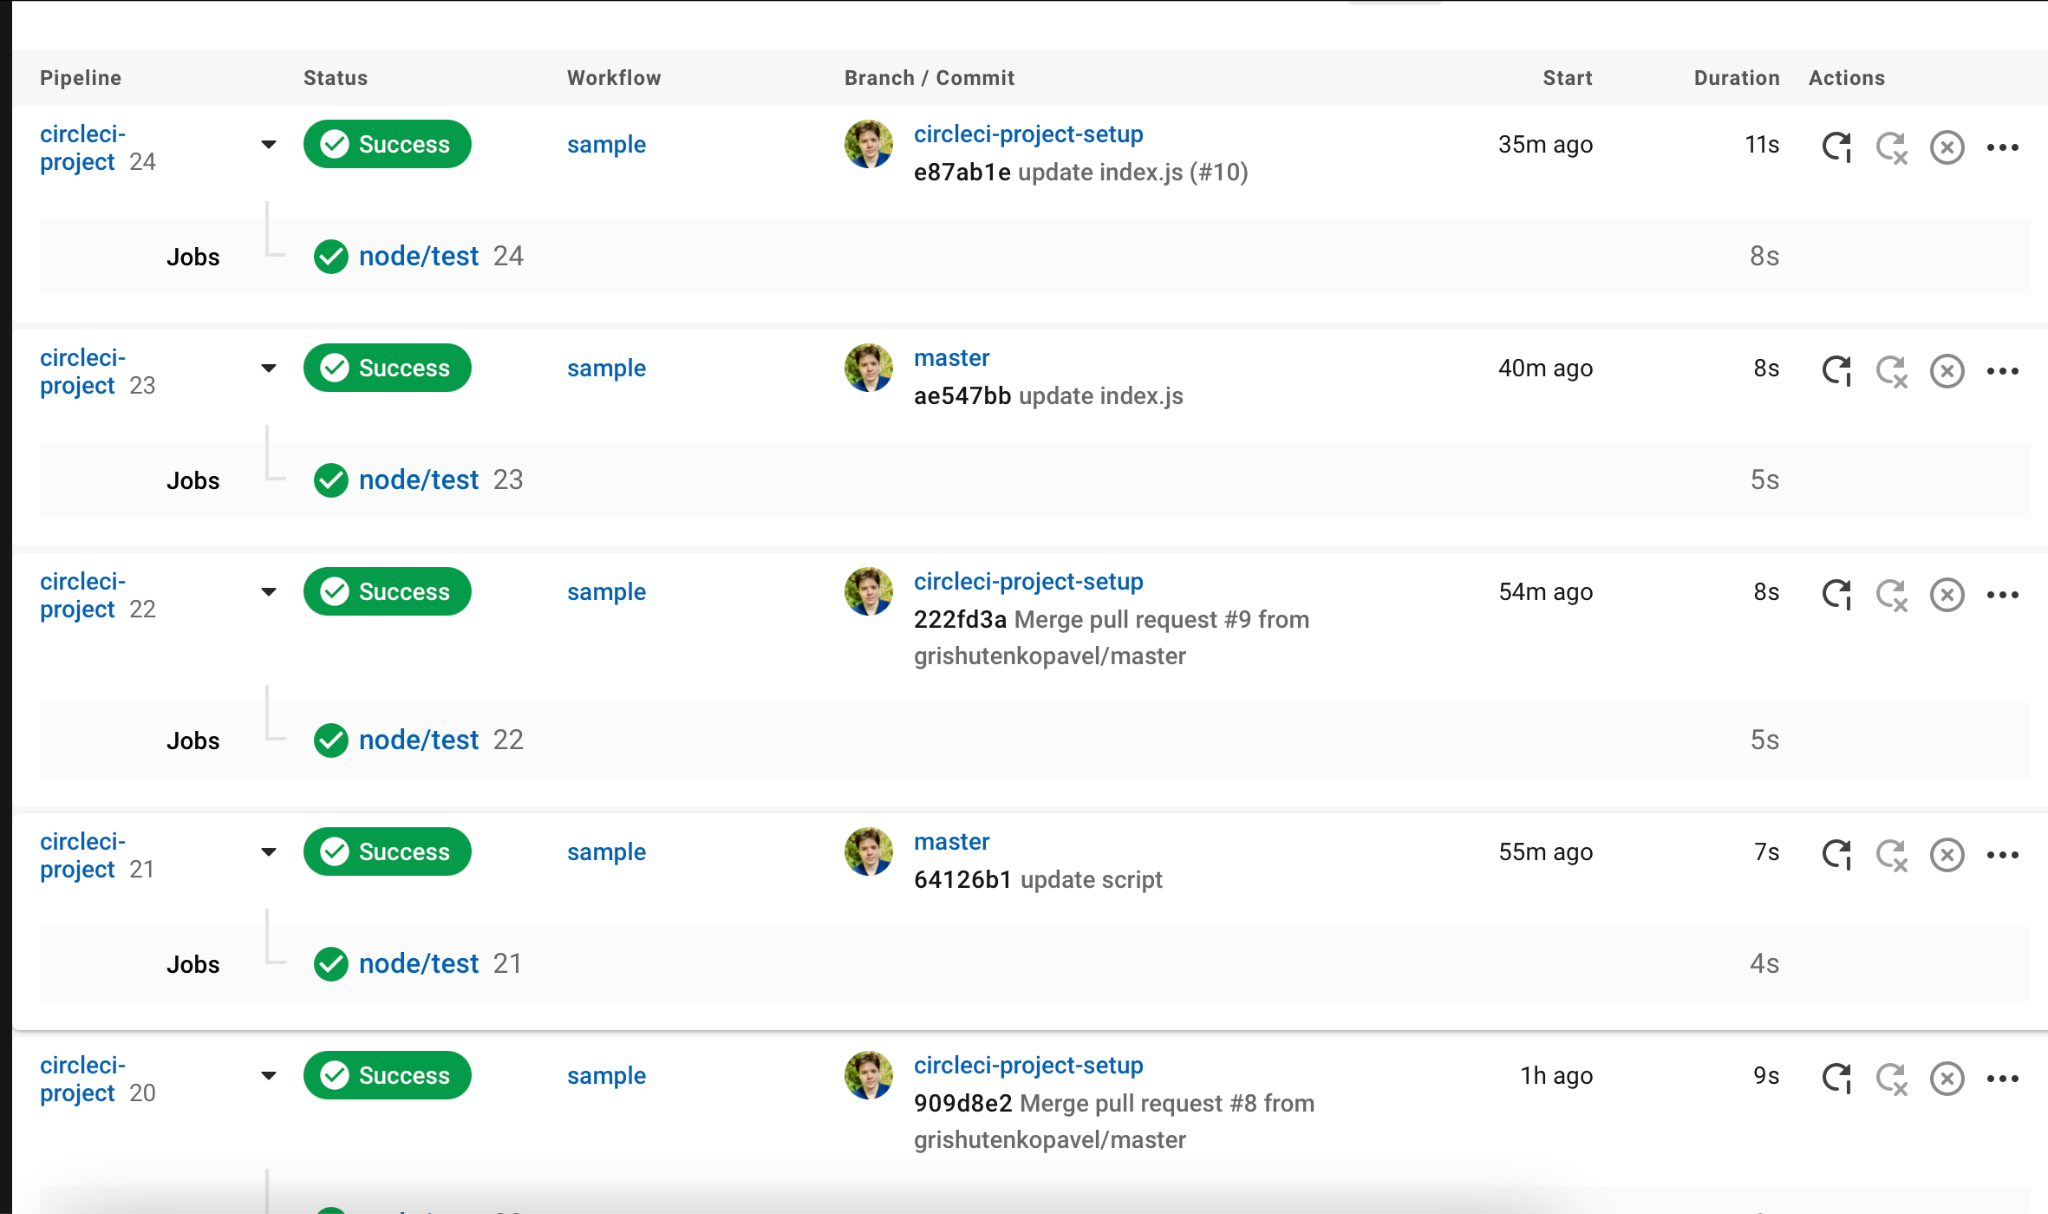 Pipeline Status Workflow Branch / Commit Start Duration Actions
circleci-project 24 Success sample circleci-project-setup 35m ago 11s
e87ab1e update index.js (#10)
Jobs node/test 24 8s
circleci-project 23 Success sample master 40m ago 8s
ae547bb update index.js
Jobs node/test 23 5s
circleci-project 22 Success sample circleci-project-setup 54m ago 8s
222fd3a Merge pull request #9 from
grishutenkopavel/master
Jobs node/test 22 5s
circleci-project 21 Success sample master 55m ago 7s
64126b1 update script
Jobs node/test 21 4s
circleci-project 20 Success sample circleci-project-setup 1h ago 9s
909d8e2 Merge pull request #8 from
grishutenkopavel/master